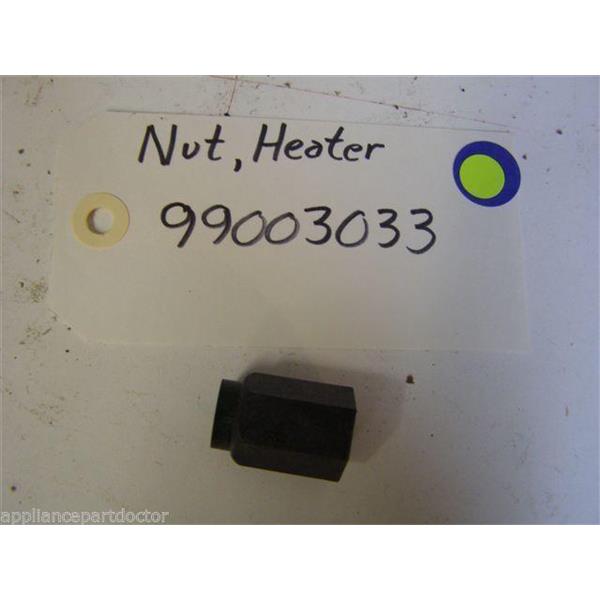 Nut, Heater
99003033
appliancepartdoctor